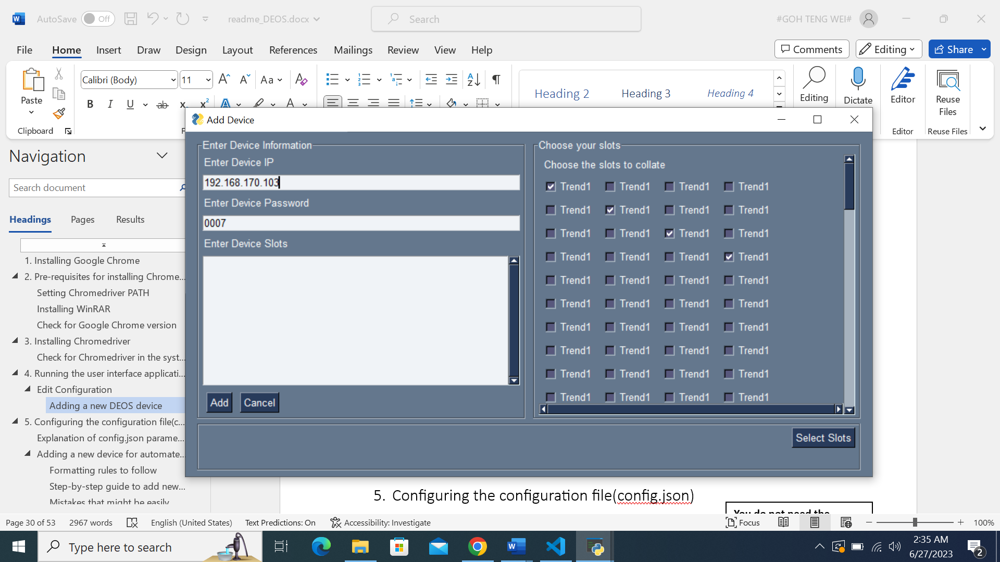 AutoSave Off readme_DEOS.docx Search #GOH TENG WEI#
File Home Insert Draw Design Layout References Mailings Review View Help Comments Editing Share
Calibri (Body) 11 Aa
Paste
B I U ab
Clipboard
Heading 2 Heading 3 Heading 4
Editing Dictate Editor Reuse Files
Editor Reuse Files
Navigation
Search document
Headings Pages Results
1. Installing Google Chrome
2. Pre-requisites for installing Chrome...
Setting Chromedriver PATH
Installing WinRAR
Check for Google Chrome version
3. Installing Chromedriver
Check for Chromedriver in the syst...
4. Running the user interface applicati...
Edit Configuration
Adding a new DEOS device
5. Configuring the configuration file(c...
Explanation of config.json parame...
Adding a new device for automate...
Formatting rules to follow
Step-by-step guide to add new...
Mistakes that might be easily
Add Device
Enter Device Information
Enter Device IP
192.168.170.103
Enter Device Password
0007
Enter Device Slots
Add Cancel
Choose your slots
Choose the slots to collate
Trend1 Trend1 Trend1 Trend1
Trend1 Trend1 Trend1 Trend1
Trend1 Trend1 Trend1 Trend1
Trend1 Trend1 Trend1 Trend1
Trend1 Trend1 Trend1 Trend1
Trend1 Trend1 Trend1 Trend1
Trend1 Trend1 Trend1 Trend1
Trend1 Trend1 Trend1 Trend1
Trend1 Trend1 Trend1 Trend1
Trend1 Trend1 Trend1 Trend1
Select Slots
5. Configuring the configuration file(config.json)
You do not need the
Page 30 of 53 2967 words English (United States) Text Predictions: On Accessibility: Investigate Focus 100%
Type here to search
2:35 AM
6/27/2023
2